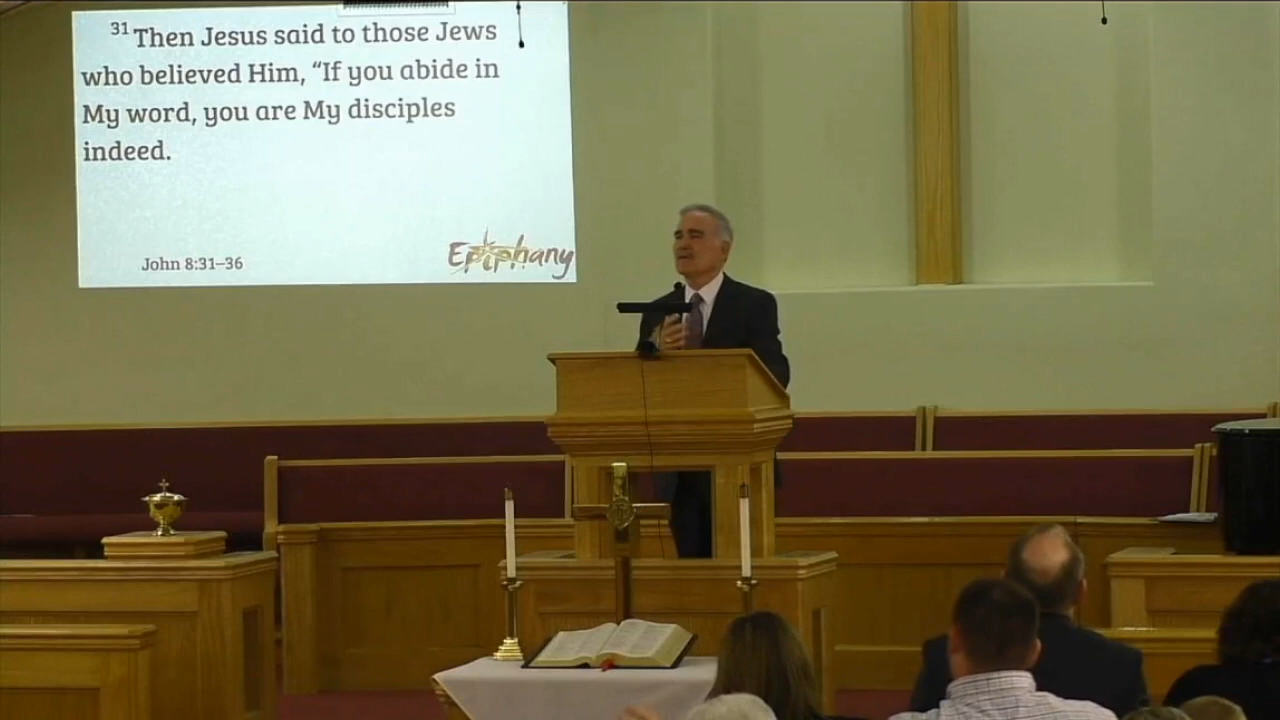 31 Then Jesus said to those Jews
who believed Him, “If you abide in
My word, you are My disciples
indeed.
John 8:31–36
Epiphany